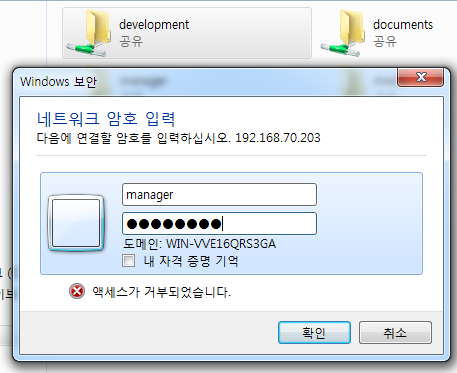 development
공유
documents
공유
Windows 보안
네트워크 암호 입력
다음에 연결할 암호를 입력하십시오. 192.168.70.203
manager
●●●●●●●●
도메인: WIN-VVE16QRS3GA
내 자격 증명 기억
액세스가 거부되었습니다.
확인
취소